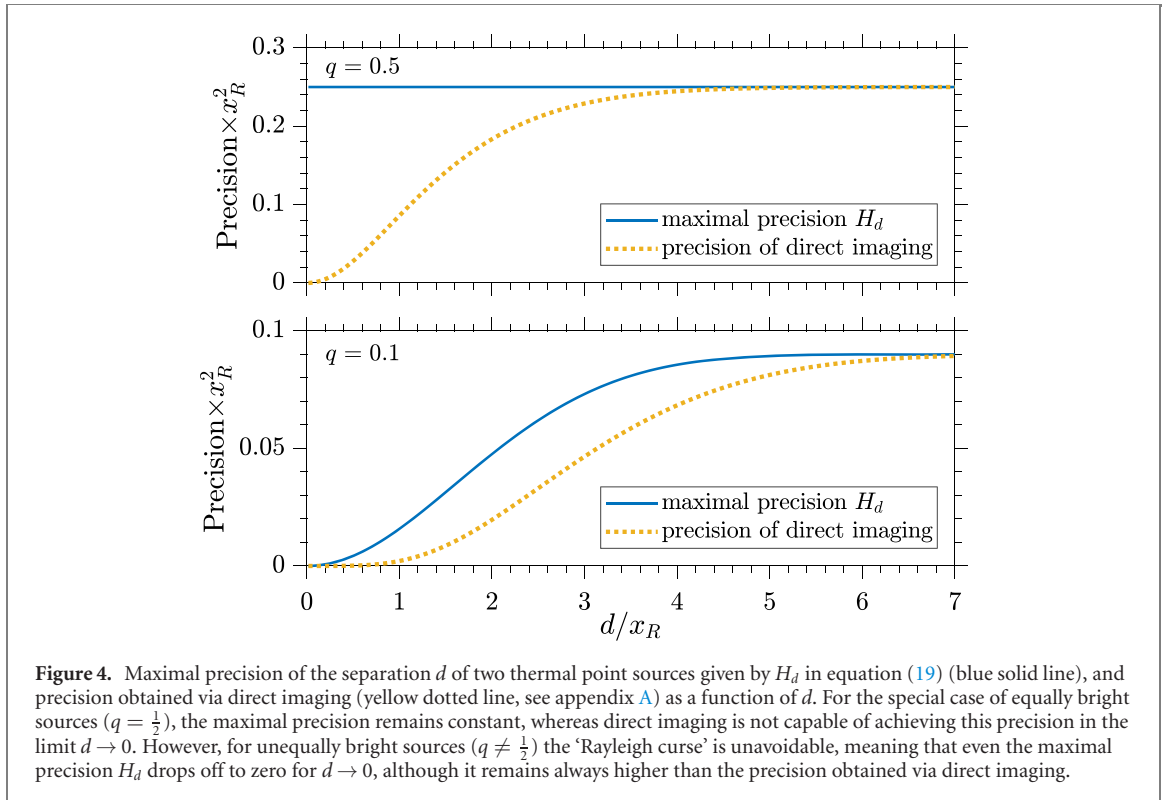 0.3
q = 0.5
0.2
0.1
0
Precision×x_R^2
maximal precision H_d
precision of direct imaging
0.1
q = 0.1
0.05
0
Precision×x_R^2
maximal precision H_d
precision of direct imaging
0 1 2 3 4 5 6 7
d/x_R
Figure 4. Maximal precision of the separation d of two thermal point sources given by H_d in equation (19) (blue solid line), and
precision obtained via direct imaging (yellow dotted line, see appendix A) as a function of d. For the special case of equally bright
sources (q = 1/2), the maximal precision remains constant, whereas direct imaging is not capable of achieving this precision in the
limit d → 0. However, for unequally bright sources (q ≠ 1/2) the ‘Rayleigh curse’ is unavoidable, meaning that even the maximal
precision H_d drops off to zero for d → 0, although it remains always higher than the precision obtained via direct imaging.